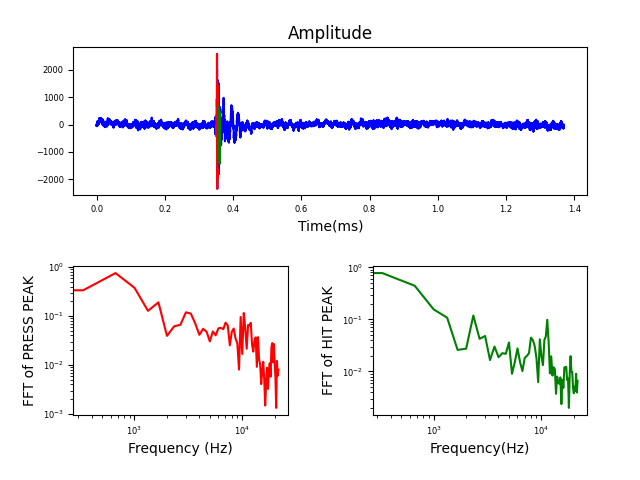 Amplitude
2000
1000
0
−1000
−2000
0.0 0.2 0.4 0.6 0.8 1.0 1.2 1.4
Time(ms)
FFT of PRESS PEAK
10⁰
10⁻¹
10⁻²
10⁻³
10³ 10⁴
Frequency (Hz)
FFT of HIT PEAK
10⁰
10⁻¹
10⁻²
10³ 10⁴
Frequency(Hz)